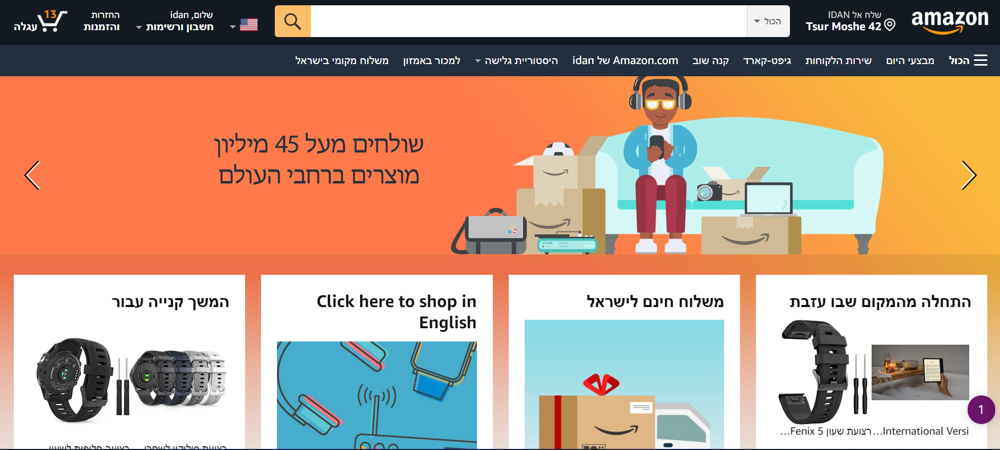 amazon
שלח אל IDAN
Tsur Moshe 42
הכול
שלום, idan
חשבון ורשימות
החזרות
והזמנות
13
עגלה
הכול
מבצעי היום
שירות הלקוחות
גיפט-קארד
קנה שוב
Amazon.com של idan
היסטוריית גלישה
למכור באמזון
משלוח מקומי בישראל
שולחים מעל 45 מיליון
מוצרים ברחבי העולם
התחלה מהמקום שבו עזבת
International Versi...
רצועת שעון Fenix 5...
1
משלוח חינם לישראל
Click here to shop in
English
המשך קנייה עבור